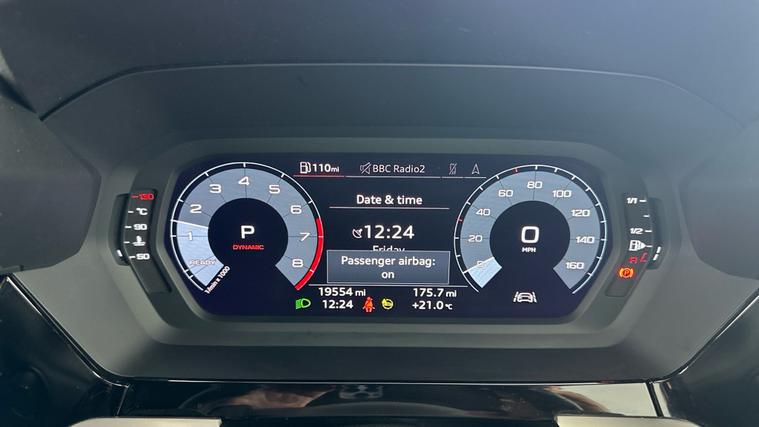 110mi BBC Radio2
Date & time
12:24
Friday
Passenger airbag:
on
19554 mi 175.7 mi
12:24 +21.0°C
P
DYNAMIC
READY 1 2 3 4 5 6 7 8
1/min x 1000
0
MPH
20 40 60 80 100 120 140 160
130
°C
90
50
1/1
1/2